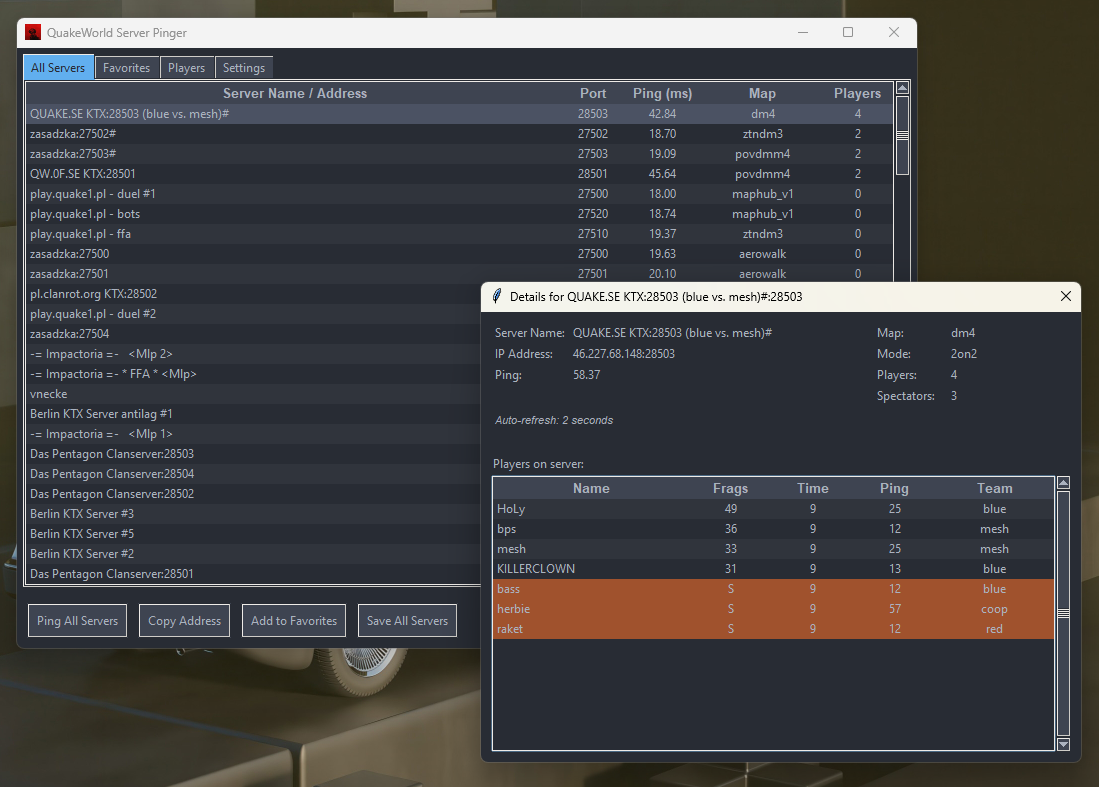 QuakeWorld Server Pinger
All Servers Favorites Players Settings
Server Name / Address Port Ping (ms) Map Players
QUAKE.SE KTX:28503 (blue vs. mesh)# 28503 42.84 dm4 4
zasadzka:27502# 27502 18.70 ztndm3 2
zasadzka:27503# 27503 19.09 povdmm4 2
QW.0F.SE KTX:28501 28501 45.64 povdmm4 2
play.quake1.pl - duel #1 27500 18.00 maphub_v1 0
play.quake1.pl - bots 27520 18.74 maphub_v1 0
play.quake1.pl - ffa 27510 19.37 ztndm3 0
zasadzka:27500 27500 19.63 aerowalk 0
zasadzka:27501 27501 20.10 aerowalk 0
pl.clanrot.org KTX:28502
play.quake1.pl - duel #2
zasadzka:27504
-= Impactoria =- <Mlp 2>
-= Impactoria =- * FFA * <Mlp>
vnecke
Berlin KTX Server antilag #1
-= Impactoria =- <Mlp 1>
Das Pentagon Clanserver:28503
Das Pentagon Clanserver:28504
Das Pentagon Clanserver:28502
Berlin KTX Server #3
Berlin KTX Server #5
Berlin KTX Server #2
Das Pentagon Clanserver:28501
Ping All Servers Copy Address Add to Favorites Save All Servers
Details for QUAKE.SE KTX:28503 (blue vs. mesh)#:28503
Server Name: QUAKE.SE KTX:28503 (blue vs. mesh)# Map: dm4
IP Address: 46.227.68.148:28503 Mode: 2on2
Ping: 58.37 Players: 4
Spectators: 3
Auto-refresh: 2 seconds
Players on server:
Name Frags Time Ping Team
HoLy 49 9 25 blue
bps 36 9 12 mesh
mesh 33 9 25 mesh
KILLERCLOWN 31 9 13 blue
bass S 9 12 blue
herbie S 9 57 coop
raket S 9 12 red